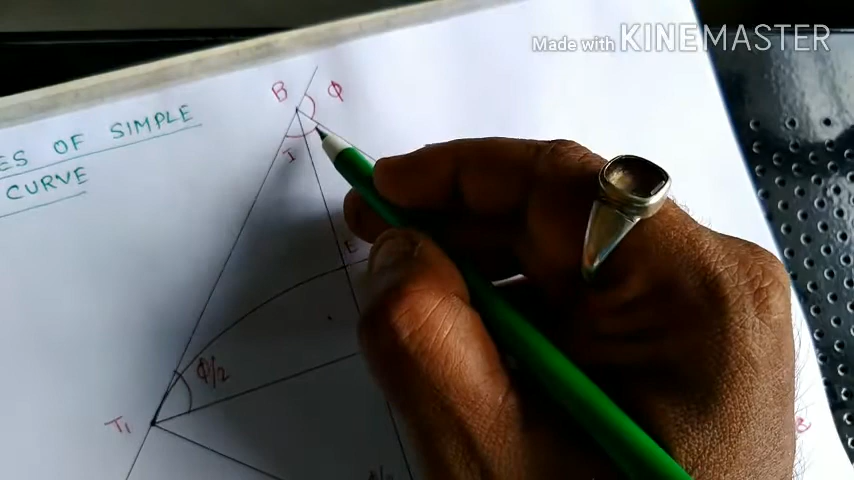 Made with KINEMASTER
ES OF SIMPLE
CURVE
B
φ
I
E
φ/2
T1